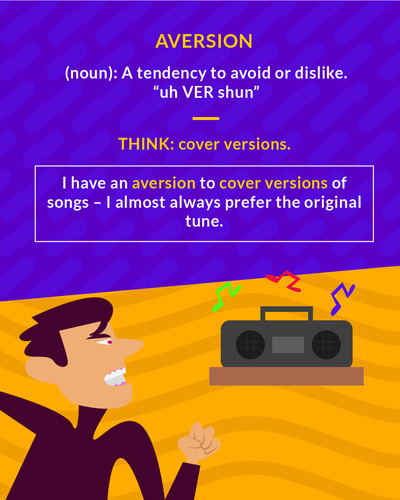 AVERSION
(noun): A tendency to avoid or dislike.
“uh VER shun”
THINK: cover versions.
I have an aversion to cover versions of
songs – I almost always prefer the original
tune.